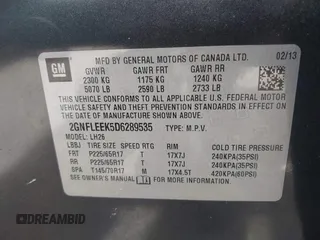 GM
MFD BY GENERAL MOTORS OF CANADA LTD.
02/13
GVWR GAWR FRT GAWR RR
2300 KG 1175 KG 1240 KG
5070 LB 2590 LB 2733 LB
THIS VEHICLE CONFORMS TO ALL APPLICABLE U.S. FEDERAL MOTOR
VEHICLE SAFETY AND THEFT PREVENTION STANDARDS IN EFFECT ON
THE DATE OF MANUFACTURE SHOWN ABOVE.
2GNFLEEK5D6289535 TYPE: M.P.V.
MODEL: LH26
TIRE SIZE SPEED RTG RIM COLD TIRE PRESSURE
FRT P225/65R17 T 17X7J 240KPA(35PSI)
RR P225/65R17 T 17X7J 240KPA(35PSI)
SPA T145/70R17 M 17X4.5T 420KPA(60PSI)
SEE OWNER'S MANUAL FOR ADDITIONAL INFORMATION.